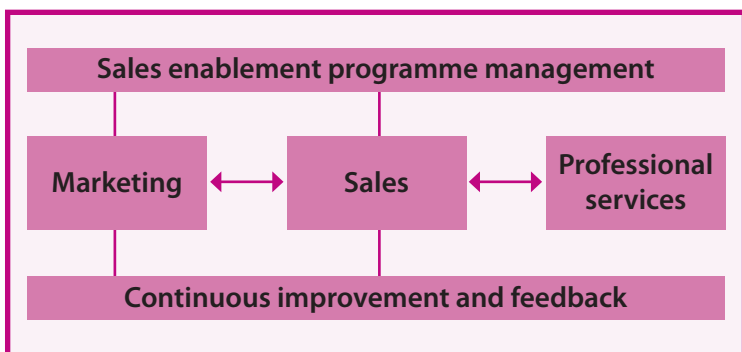 Sales enablement programme management
Marketing
Sales
Professional
services
Continuous improvement and feedback